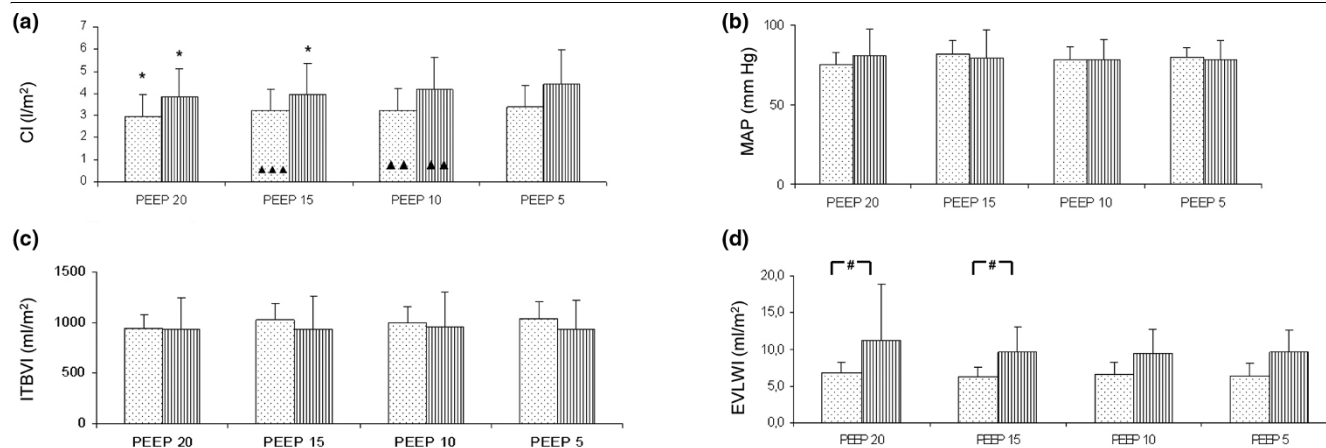 (a)
7
6
5
4
3
2
1
0
CI (l/m²)
* * *
▲▲▲ ▲▲ ▲▲
PEEP 20 PEEP 15 PEEP 10 PEEP 5
(b)
100
50
0
MAP (mm Hg)
PEEP 20 PEEP 15 PEEP 10 PEEP 5
(c)
1500
1000
500
0
ITBVI (ml/m²)
PEEP 20 PEEP 15 PEEP 10 PEEP 5
(d)
# #
20,0
15,0
10,0
5,0
0,0
EVLWI (ml/m²)
PEEP 20 PEEP 15 PEEP 10 PEEP 5